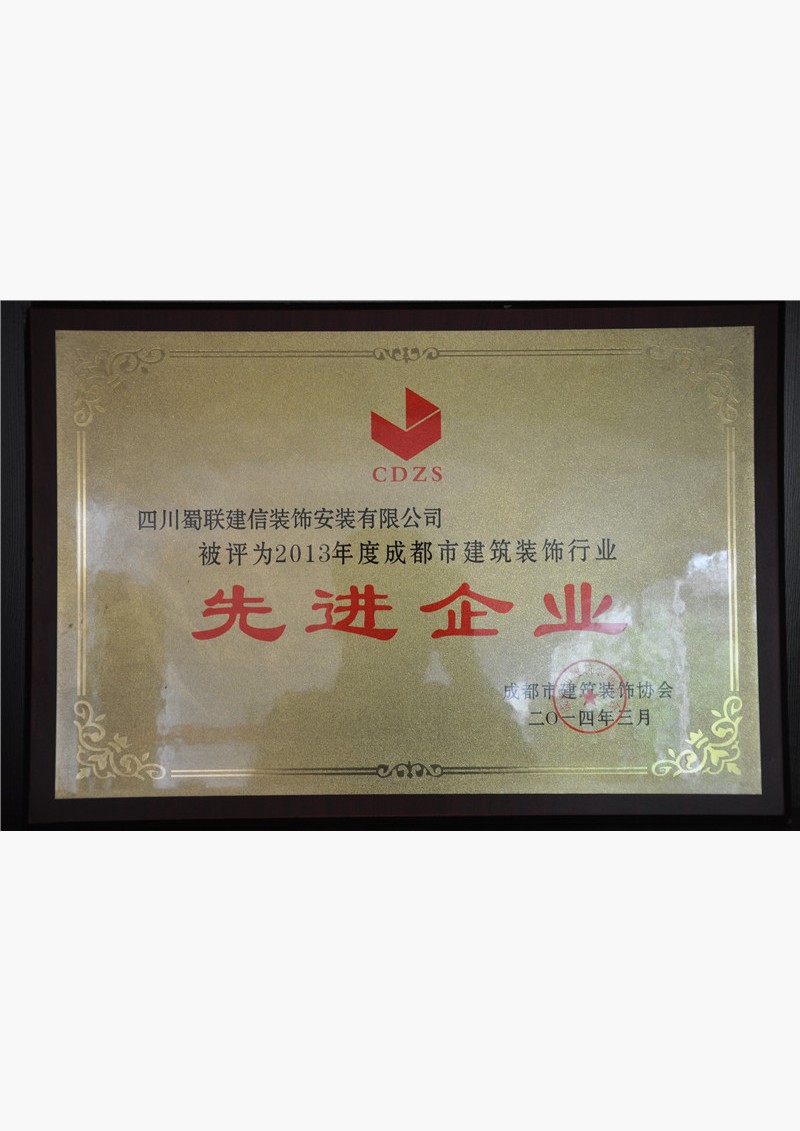 CDZS
四川蜀联建信装饰安装有限公司
被评为2013年度成都市建筑装饰行业
先进企业
成都市建筑装饰协会
二〇一四年三月